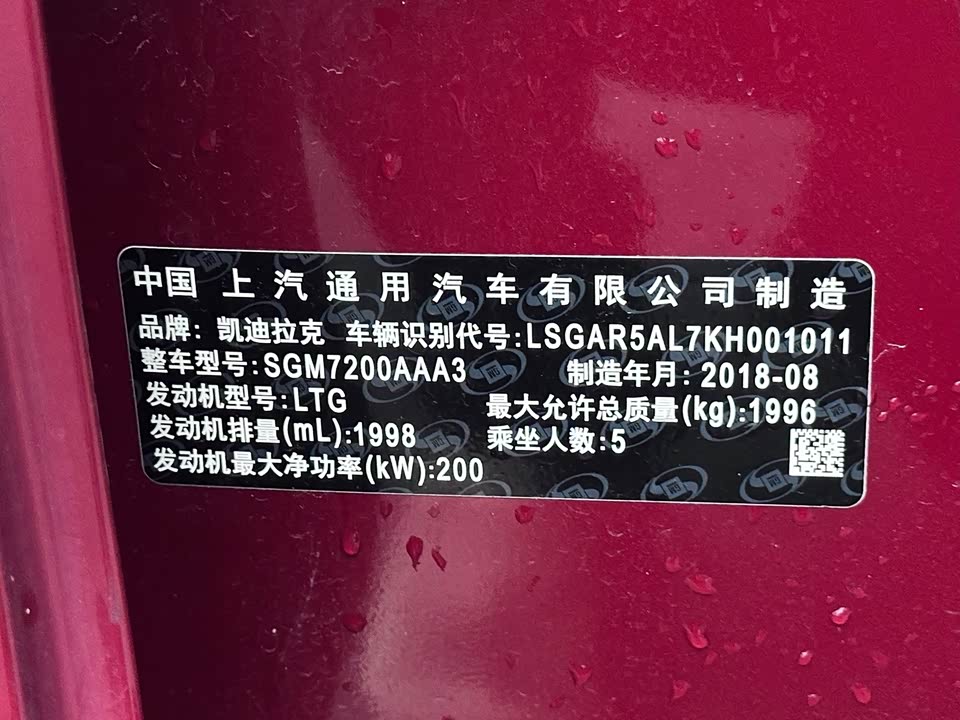 中国 上汽通用汽车有限公司制造
品牌: 凯迪拉克 车辆识别代号:LSGAR5AL7KH001011
整车型号:SGM7200AAA3 制造年月: 2018-08
发动机型号:LTG 最大允许总质量(kg):1996
发动机排量(mL):1998 乘坐人数:5
发动机最大净功率(kW):200